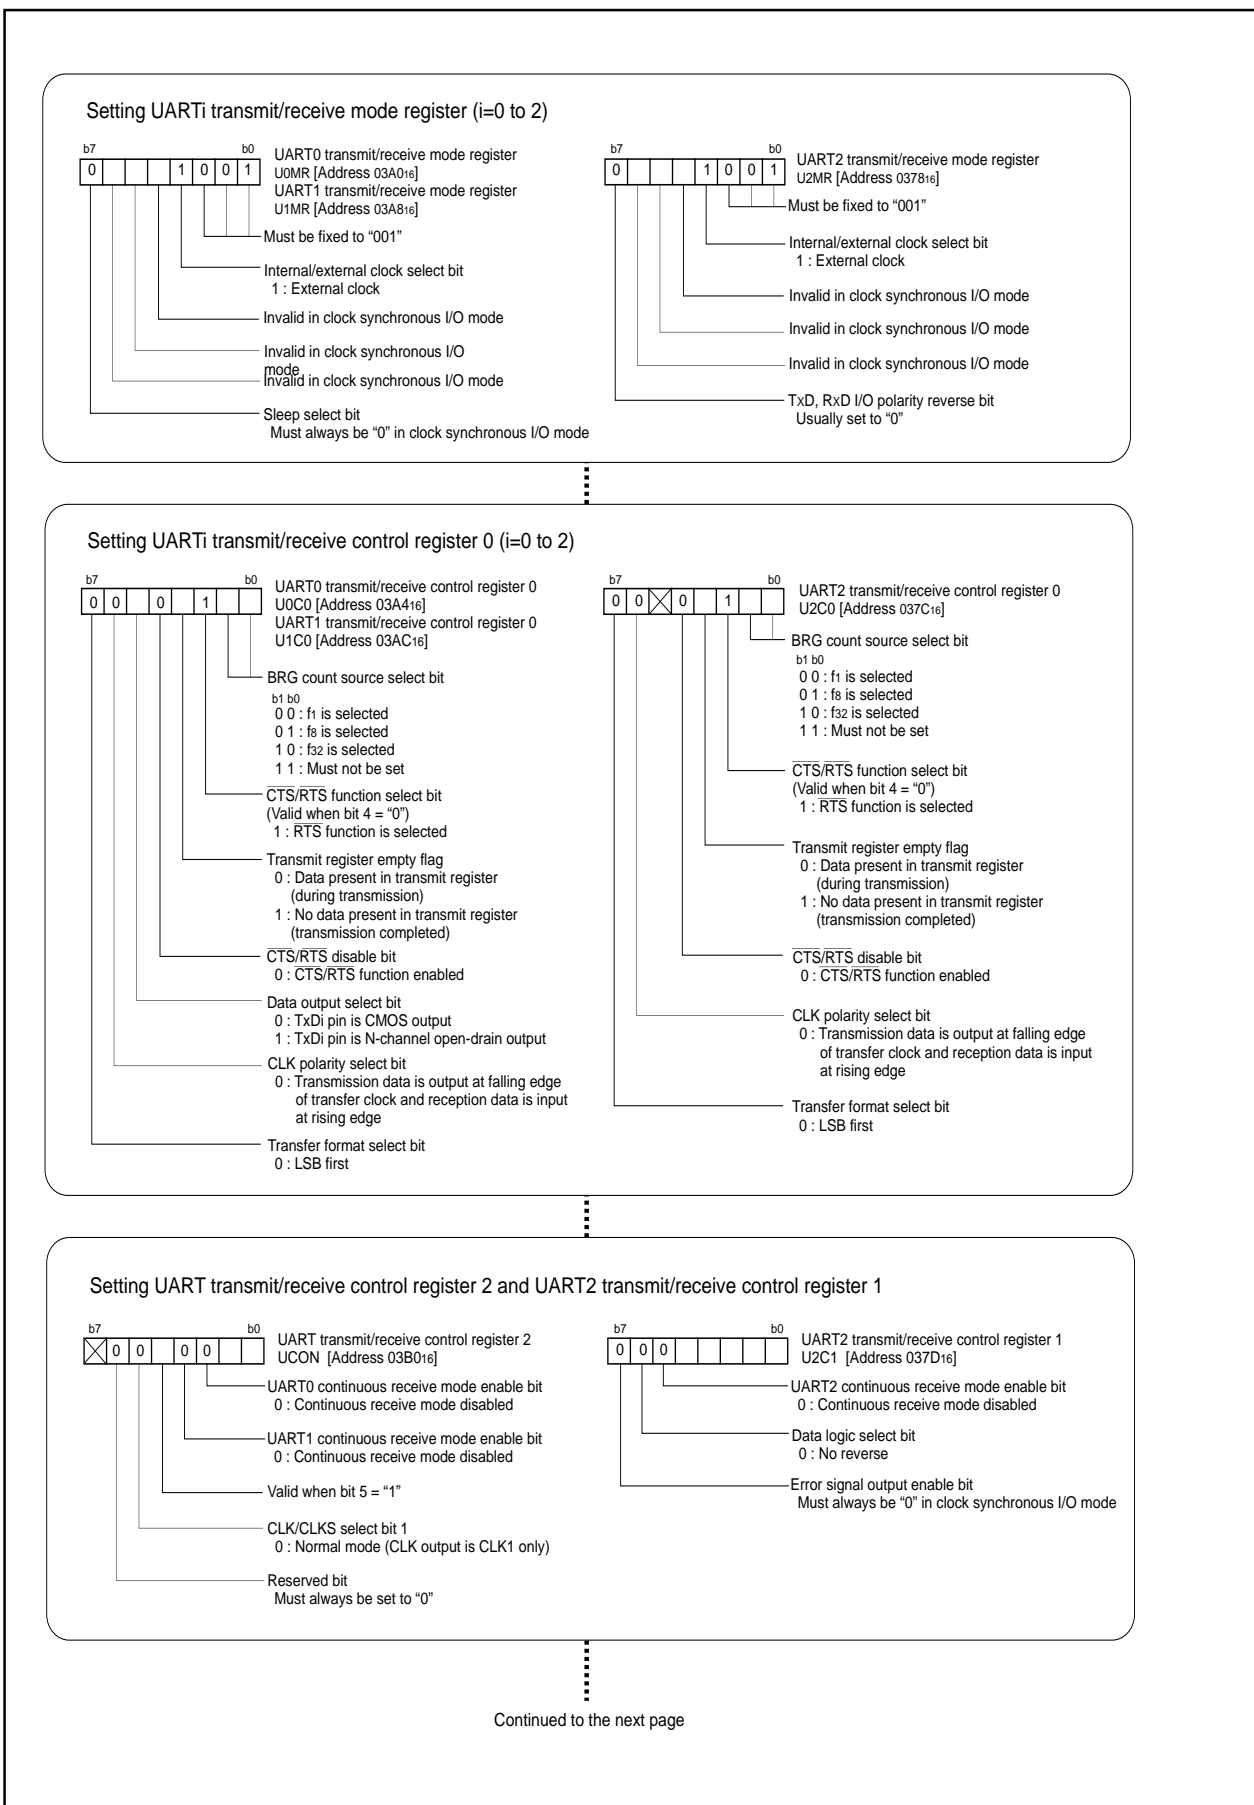 Setting UARTi transmit/receive mode register (i=0 to 2)
b7 b0
0 1 0 0 1
UART0 transmit/receive mode register
U0MR [Address 03A016]
UART1 transmit/receive mode register
U1MR [Address 03A816]
Must be fixed to “001”
Internal/external clock select bit
1 : External clock
Invalid in clock synchronous I/O mode
Invalid in clock synchronous I/O
mode
Invalid in clock synchronous I/O mode
Sleep select bit
Must always be “0” in clock synchronous I/O mode
b7 b0
0 1 0 0 1
UART2 transmit/receive mode register
U2MR [Address 037816]
Must be fixed to “001”
Internal/external clock select bit
1 : External clock
Invalid in clock synchronous I/O mode
Invalid in clock synchronous I/O mode
Invalid in clock synchronous I/O mode
TXD, RXD I/O polarity reverse bit
Usually set to “0”
Setting UARTi transmit/receive control register 0 (i=0 to 2)
b7 b0
0 0 0 1
UART0 transmit/receive control register 0
U0C0 [Address 03A416]
UART1 transmit/receive control register 0
U1C0 [Address 03AC16]
BRG count source select bit
b1 b0
0 0 : f1 is selected
0 1 : f8 is selected
1 0 : f32 is selected
1 1 : Must not be set
CTS/RTS function select bit
(Valid when bit 4 = “0”)
1 : RTS function is selected
Transmit register empty flag
0 : Data present in transmit register
(during transmission)
1 : No data present in transmit register
(transmission completed)
CTS/RTS disable bit
0 : CTS/RTS function enabled
Data output select bit
0 : TxDi pin is CMOS output
1 : TxDi pin is N-channel open-drain output
CLK polarity select bit
0 : Transmission data is output at falling edge
of transfer clock and reception data is input
at rising edge
Transfer format select bit
0 : LSB first
b7 b0
0 0 0 1
UART2 transmit/receive control register 0
U2C0 [Address 037C16]
BRG count source select bit
b1 b0
0 0 : f1 is selected
0 1 : f8 is selected
1 0 : f32 is selected
1 1 : Must not be set
CTS/RTS function select bit
(Valid when bit 4 = “0”)
1 : RTS function is selected
Transmit register empty flag
0 : Data present in transmit register
(during transmission)
1 : No data present in transmit register
(transmission completed)
CTS/RTS disable bit
0 : CTS/RTS function enabled
CLK polarity select bit
0 : Transmission data is output at falling edge
of transfer clock and reception data is input
at rising edge
Transfer format select bit
0 : LSB first
Setting UART transmit/receive control register 2 and UART2 transmit/receive control register 1
b7 b0
0 0 0 0
UART transmit/receive control register 2
UCON [Address 03B016]
UART0 continuous receive mode enable bit
0 : Continuous receive mode disabled
UART1 continuous receive mode enable bit
0 : Continuous receive mode disabled
Valid when bit 5 = “1”
CLK/CLKS select bit 1
0 : Normal mode (CLK output is CLK1 only)
Reserved bit
Must always be set to “0”
b7 b0
0 0 0
UART2 transmit/receive control register 1
U2C1 [Address 037D16]
UART2 continuous receive mode enable bit
0 : Continuous receive mode disabled
Data logic select bit
0 : No reverse
Error signal output enable bit
Must always be “0” in clock synchronous I/O mode
Continued to the next page